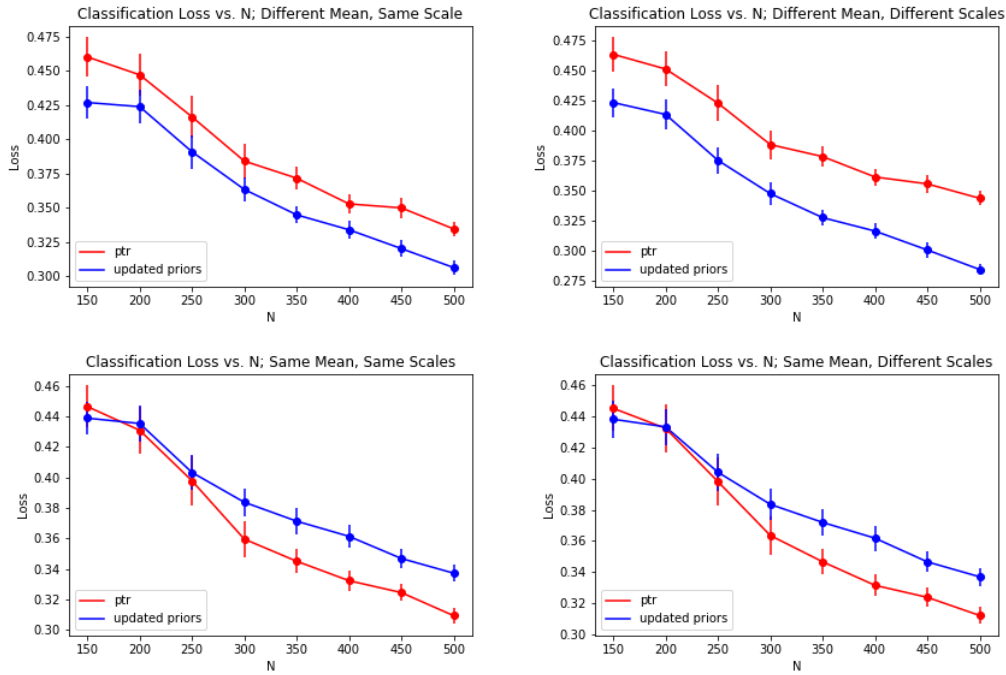 Classification Loss vs. N; Different Mean, Same Scale
0.475
0.450
0.425
0.400
0.375
0.350
0.325
0.300
Loss
ptr
updated priors
150 200 250 300 350 400 450 500
N
Classification Loss vs. N; Different Mean, Different Scales
0.475
0.450
0.425
0.400
0.375
0.350
0.325
0.300
0.275
Loss
ptr
updated priors
150 200 250 300 350 400 450 500
N
Classification Loss vs. N; Same Mean, Same Scales
0.46
0.44
0.42
0.40
0.38
0.36
0.34
0.32
0.30
Loss
ptr
updated priors
150 200 250 300 350 400 450 500
N
Classification Loss vs. N; Same Mean, Different Scales
0.46
0.44
0.42
0.40
0.38
0.36
0.34
0.32
0.30
Loss
ptr
updated priors
150 200 250 300 350 400 450 500
N